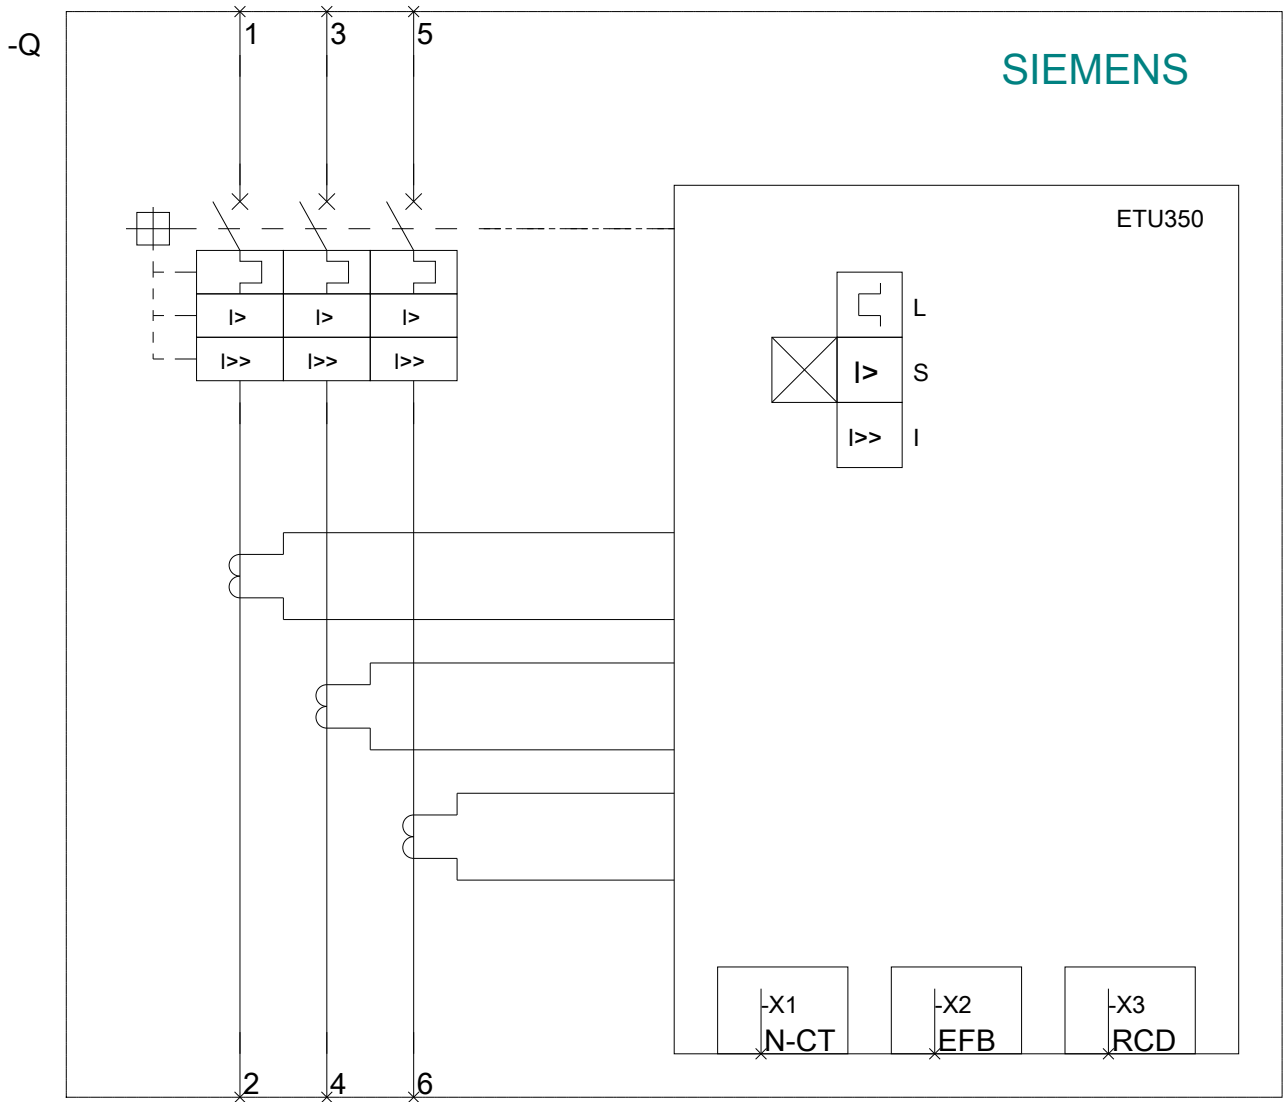 -Q
1 3 5
SIEMENS
ETU350
I> I> I>
I>> I>> I>>
L
I> S
I>> I
-X1 -X2 -X3
N-CT EFB RCD
2 4 6